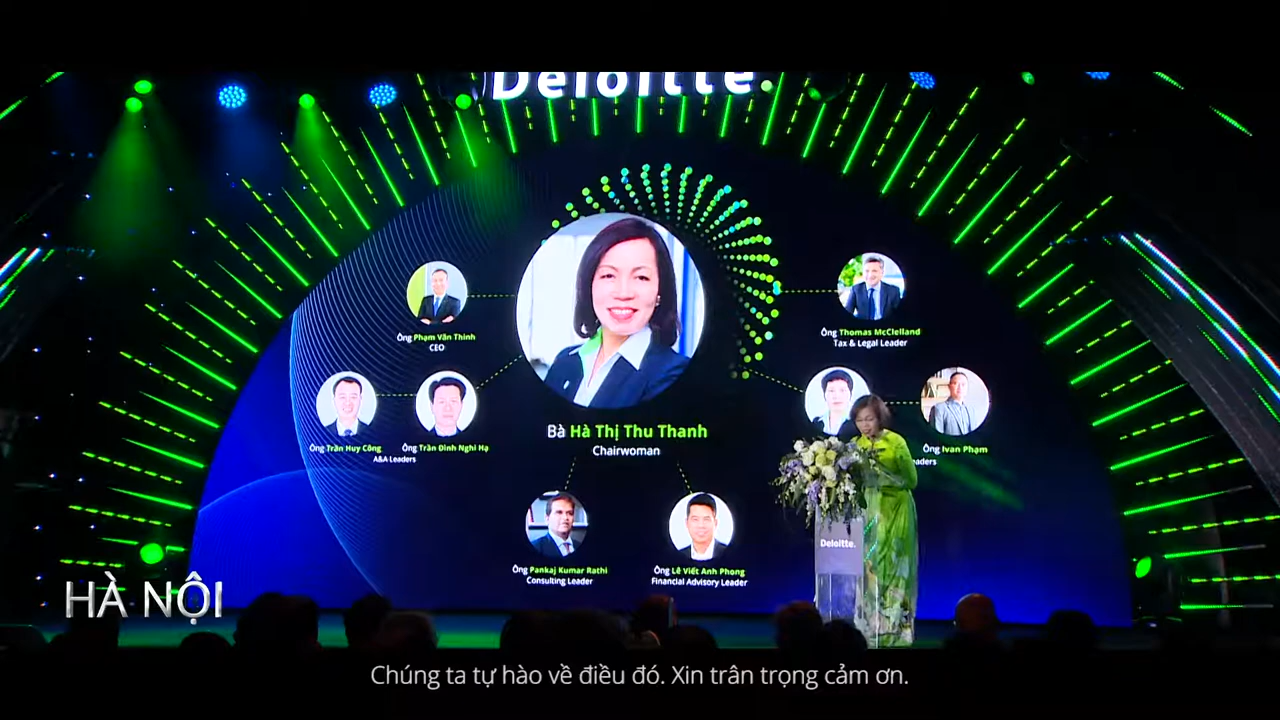 Deloitte.
Ông Phạm Văn Thinh
CEO
Ông Thomas McClelland
Tax & Legal Leader
Bà Hà Thị Thu Thanh
Chairwoman
Ông Trần Huy Công
Ông Trần Đình Nghi Hạ
A&A Leaders
Ông Ivan Phạm
Ông Pankaj Kumar Rathi
Consulting Leader
Ông Lê Viết Anh Phong
Financial Advisory Leader
Deloitte.
HÀ NỘI
Chúng ta tự hào về điều đó. Xin trân trọng cảm ơn.